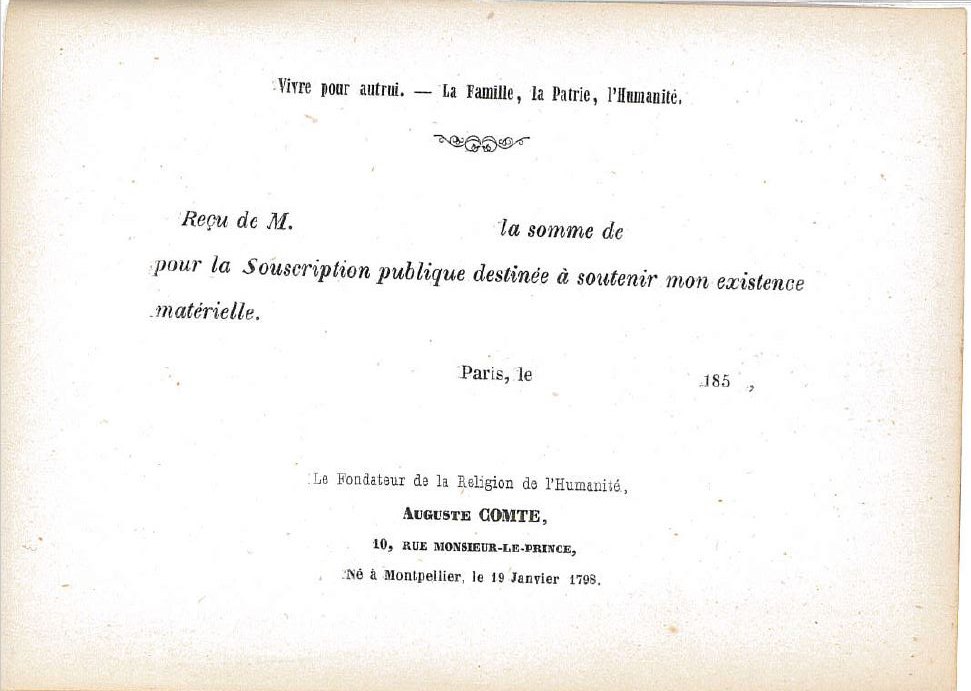 Vivre pour autrui. — La Famille, la Patrie, l'Humanité.
Reçu de M. la somme de
pour la Souscription publique destinée à soutenir mon existence
matérielle.
Paris, le 185 ,
Le Fondateur de la Religion de l'Humanité,
AUGUSTE COMTE,
10, RUE MONSIEUR-LE-PRINCE,
Né à Montpellier, le 19 Janvier 1798.